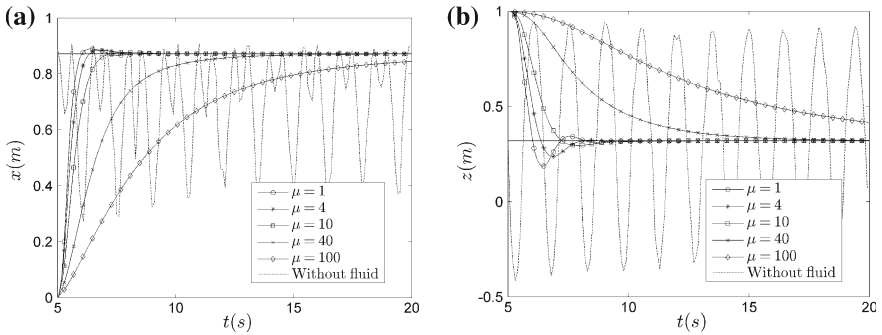 (a)
1
0.8
0.6
0.4
0.2
0
x(m)
5
10
15
20
t(s)
μ = 1
μ = 4
μ = 10
μ = 40
μ = 100
Without fluid
(b)
1
0.5
0
-0.5
z(m)
5
10
15
20
t(s)
μ = 1
μ = 4
μ = 10
μ = 40
μ = 100
Without fluid